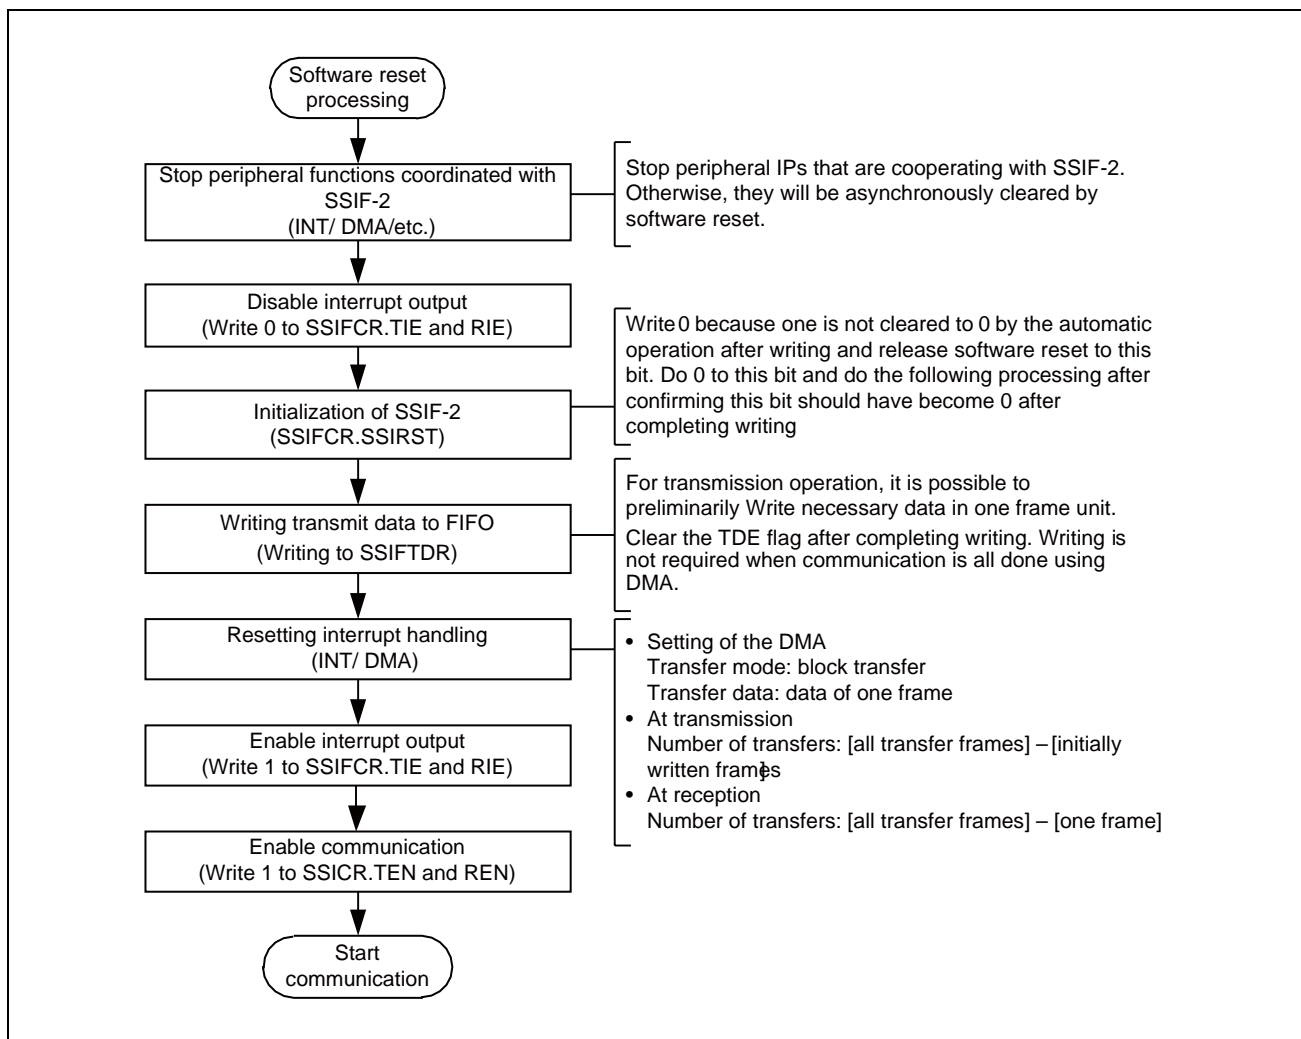 Software reset
processing
Stop peripheral functions coordinated with
SSIF-2
(INT/ DMA/etc.)
Stop peripheral IPs that are cooperating with SSIF-2.
Otherwise, they will be asynchronously cleared by
software reset.
Disable interrupt output
(Write 0 to SSIFCR.TIE and RIE)
Initialization of SSIF-2
(SSIFCR.SSIRST)
Write 0 because one is not cleared to 0 by the automatic
operation after writing and release software reset to this
bit. Do 0 to this bit and do the following processing after
confirming this bit should have become 0 after
completing writing
Writing transmit data to FIFO
(Writing to SSIFTDR)
For transmission operation, it is possible to
preliminarily Write necessary data in one frame unit.
Clear the TDE flag after completing writing. Writing is
not required when communication is all done using
DMA.
Resetting interrupt handling
(INT/ DMA)
• Setting of the DMA
Transfer mode: block transfer
Transfer data: data of one frame
• At transmission
Number of transfers: [all transfer frames] – [initially
written frames]
• At reception
Number of transfers: [all transfer frames] – [one frame]
Enable interrupt output
(Write 1 to SSIFCR.TIE and RIE)
Enable communication
(Write 1 to SSICR.TEN and REN)
Start
communication